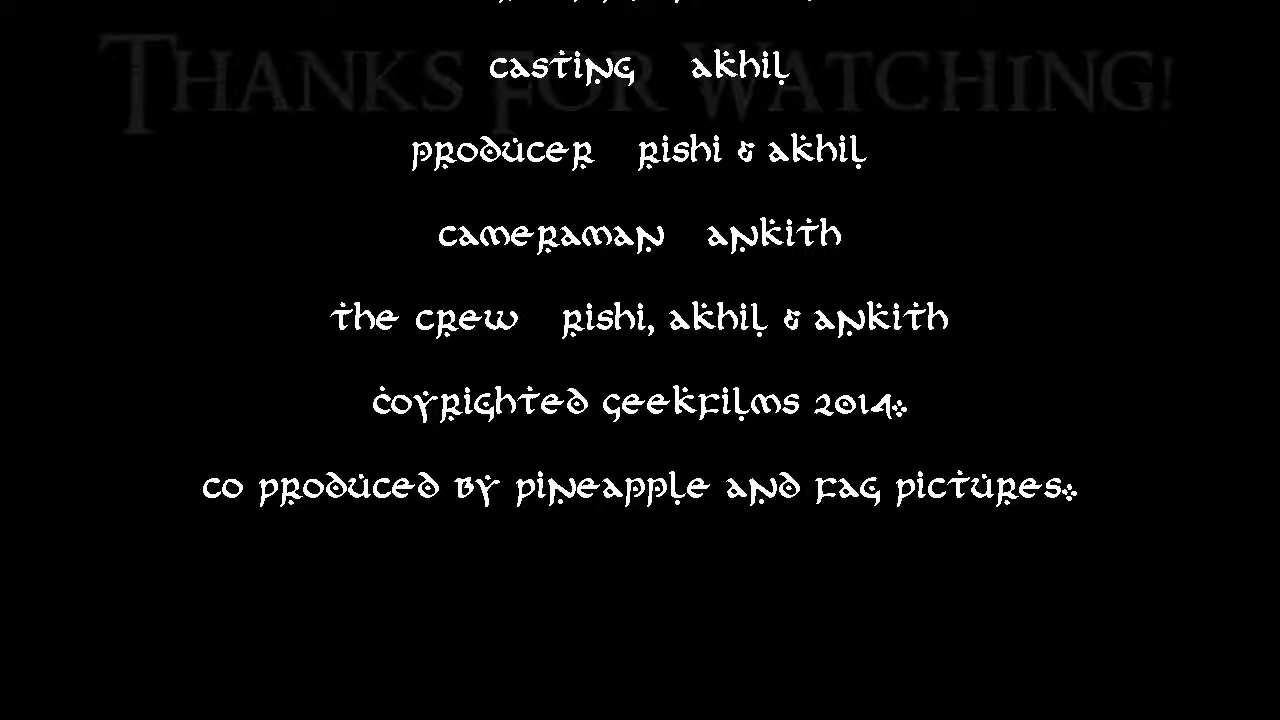 THANKS FOR WATCHING!
casting akhil
producer rishi & akhil
cameraman ankith
the crew rishi, akhil & ankith
coyrighted geekfilms 2014.
co produced by pineapple and fag pictures.